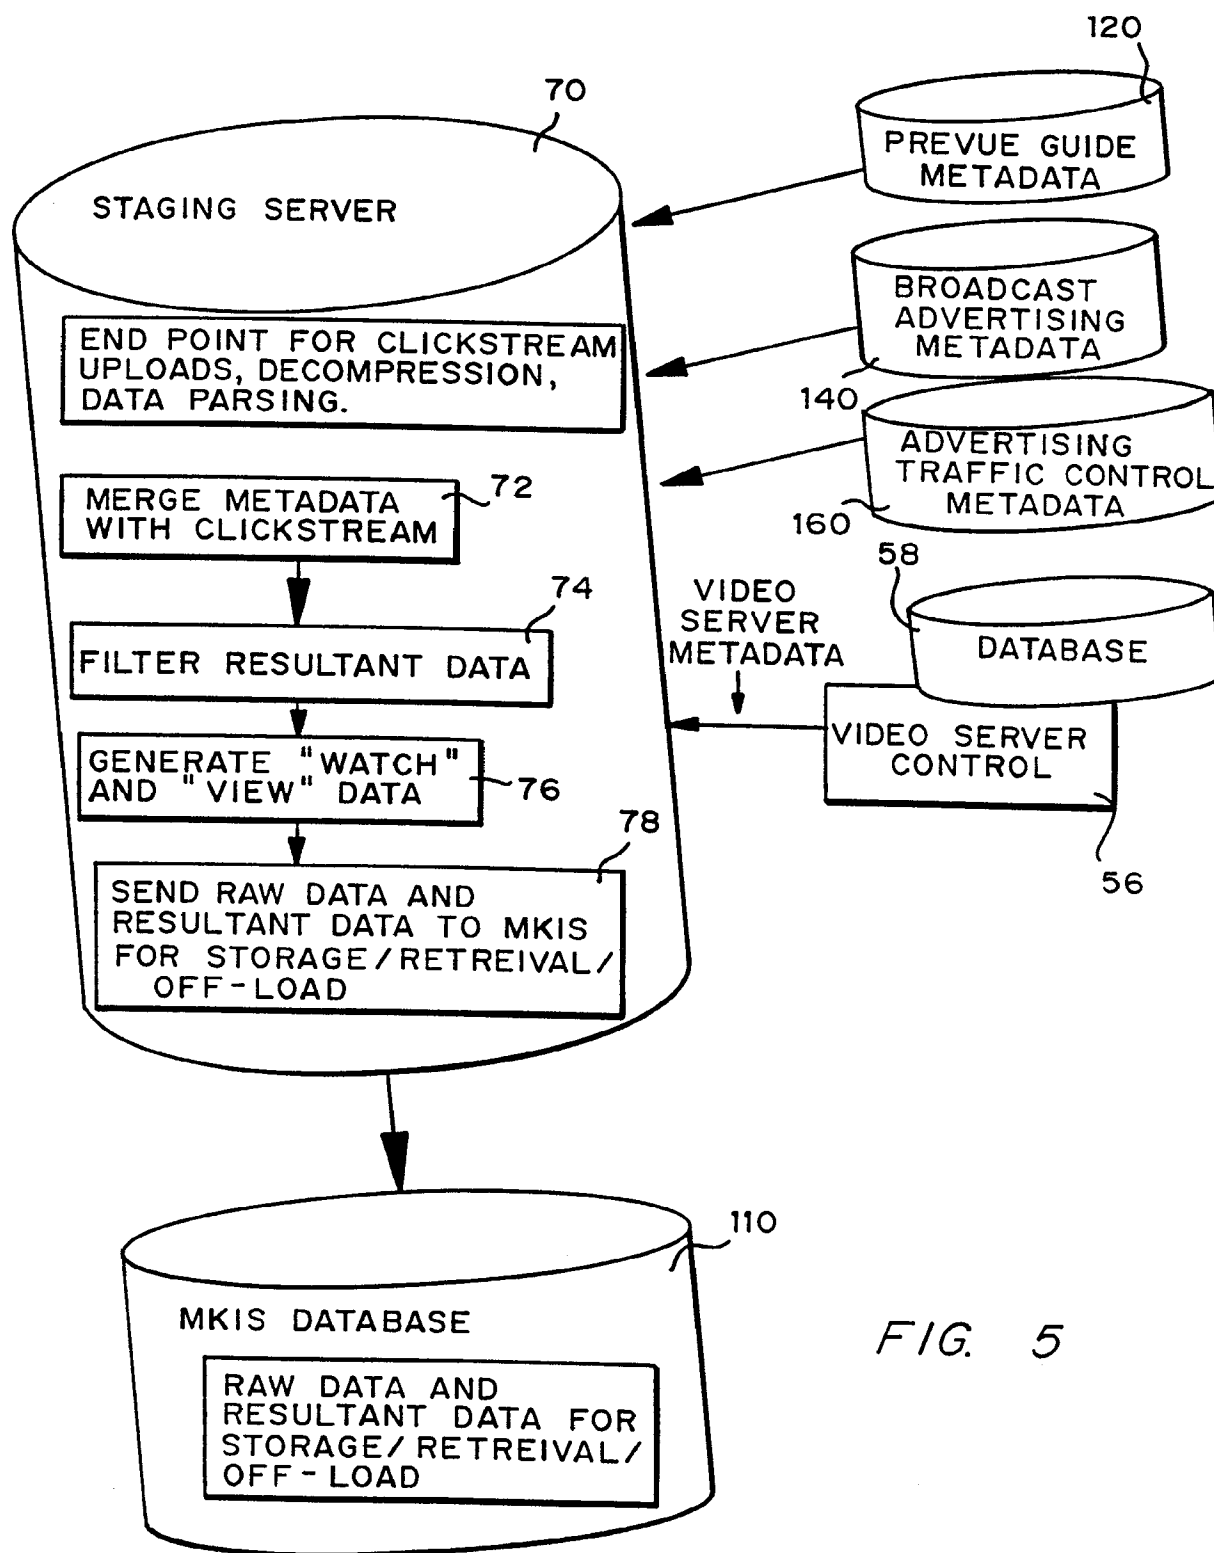 120
PREVUE GUIDE
METADATA
70
STAGING SERVER
BROADCAST
ADVERTISING
METADATA
140
END POINT FOR CLICKSTREAM
UPLOADS, DECOMPRESSION,
DATA PARSING.
ADVERTISING
TRAFFIC CONTROL
METADATA
160
72
MERGE METADATA
WITH CLICKSTREAM
58
DATABASE
VIDEO
SERVER
METADATA
74
FILTER RESULTANT DATA
VIDEO SERVER
CONTROL
56
GENERATE "WATCH"
AND "VIEW" DATA
76
78
SEND RAW DATA AND
RESULTANT DATA TO MKIS
FOR STORAGE/RETREIVAL/
OFF-LOAD
110
MKIS DATABASE
RAW DATA AND
RESULTANT DATA FOR
STORAGE/RETREIVAL/
OFF-LOAD
FIG. 5